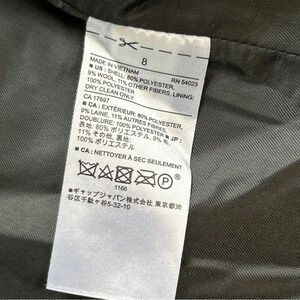 8
MADE IN VIETNAM RN 54023
■ US: SHELL: 80% POLYESTER,
9% WOOL, 11% OTHER FIBERS, LINING:
100% POLYESTER
DRY CLEAN ONLY
CA 17897
■ CA: EXTÉRIEUR: 80% POLYESTER,
9% LAINE, 11% AUTRES FIBRES,
DOUBLURE: 100% POLYESTER ■ JP:
表地: 80% ポリエステル, 9% 毛,
11% その他, 裏地:
100% ポリエステル
■ CA: NETTOYER À SEC SEULEMENT
P
1166
■ギャップジャパン株式会社 東京都渋
谷区千駄ヶ谷5-32-10